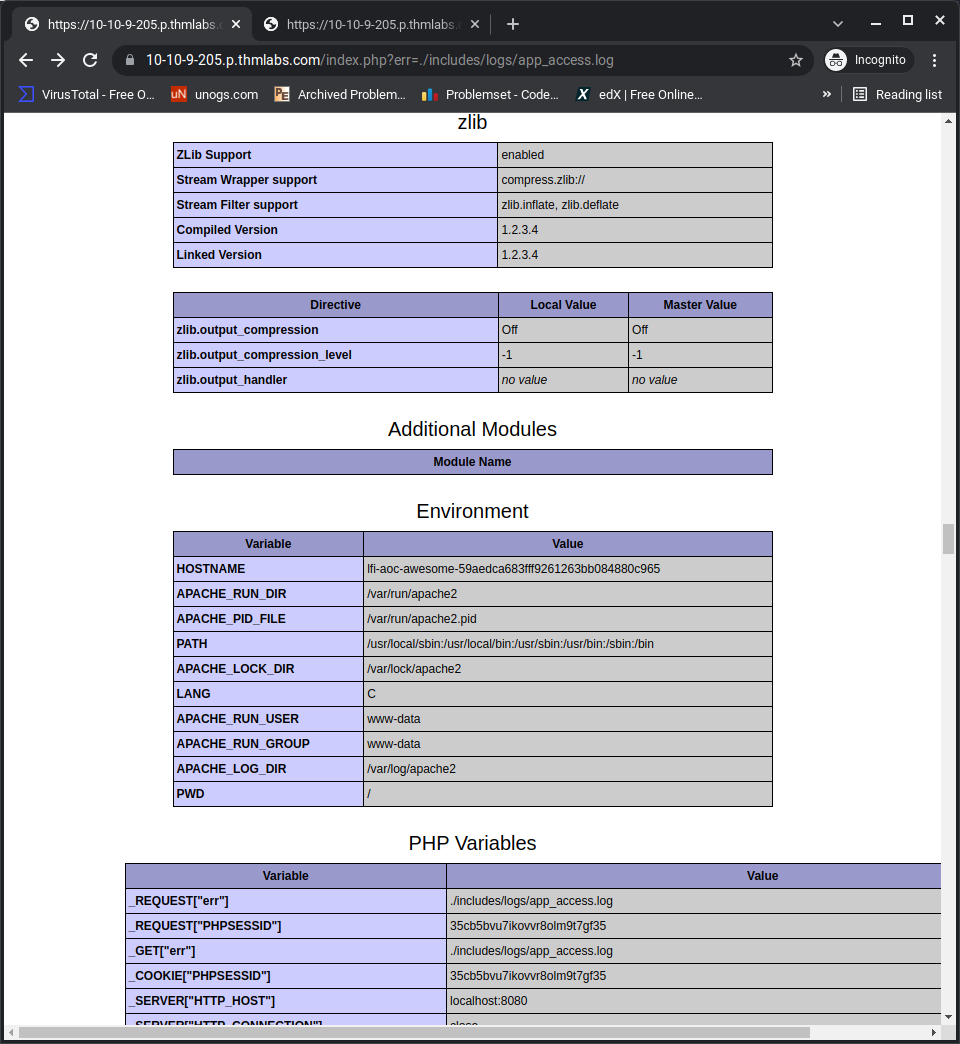 https://10-10-9-205.p.thmlabs.
https://10-10-9-205.p.thmlabs.c
10-10-9-205.p.thmlabs.com/index.php?err=./includes/logs/app_access.log
Incognito
VirusTotal - Free O...
unogs.com
Archived Problem...
Problemset - Code...
edX | Free Online...
»
Reading list
zlib
ZLib Support enabled
Stream Wrapper support compress.zlib://
Stream Filter support zlib.inflate, zlib.deflate
Compiled Version 1.2.3.4
Linked Version 1.2.3.4
Directive Local Value Master Value
zlib.output_compression Off Off
zlib.output_compression_level -1 -1
zlib.output_handler no value no value
Additional Modules
Module Name
Environment
Variable Value
HOSTNAME lfi-aoc-awesome-59aedca683fff9261263bb084880c965
APACHE_RUN_DIR /var/run/apache2
APACHE_PID_FILE /var/run/apache2.pid
PATH /usr/local/sbin:/usr/local/bin:/usr/sbin:/usr/bin:/sbin:/bin
APACHE_LOCK_DIR /var/lock/apache2
LANG C
APACHE_RUN_USER www-data
APACHE_RUN_GROUP www-data
APACHE_LOG_DIR /var/log/apache2
PWD /
PHP Variables
Variable Value
_REQUEST["err"] ./includes/logs/app_access.log
_REQUEST["PHPSESSID"] 35cb5bvu7ikovvr8olm9t7gf35
_GET["err"] ./includes/logs/app_access.log
_COOKIE["PHPSESSID"] 35cb5bvu7ikovvr8olm9t7gf35
_SERVER["HTTP_HOST"] localhost:8080
_SERVER["HTTP_CONNECTION"] close